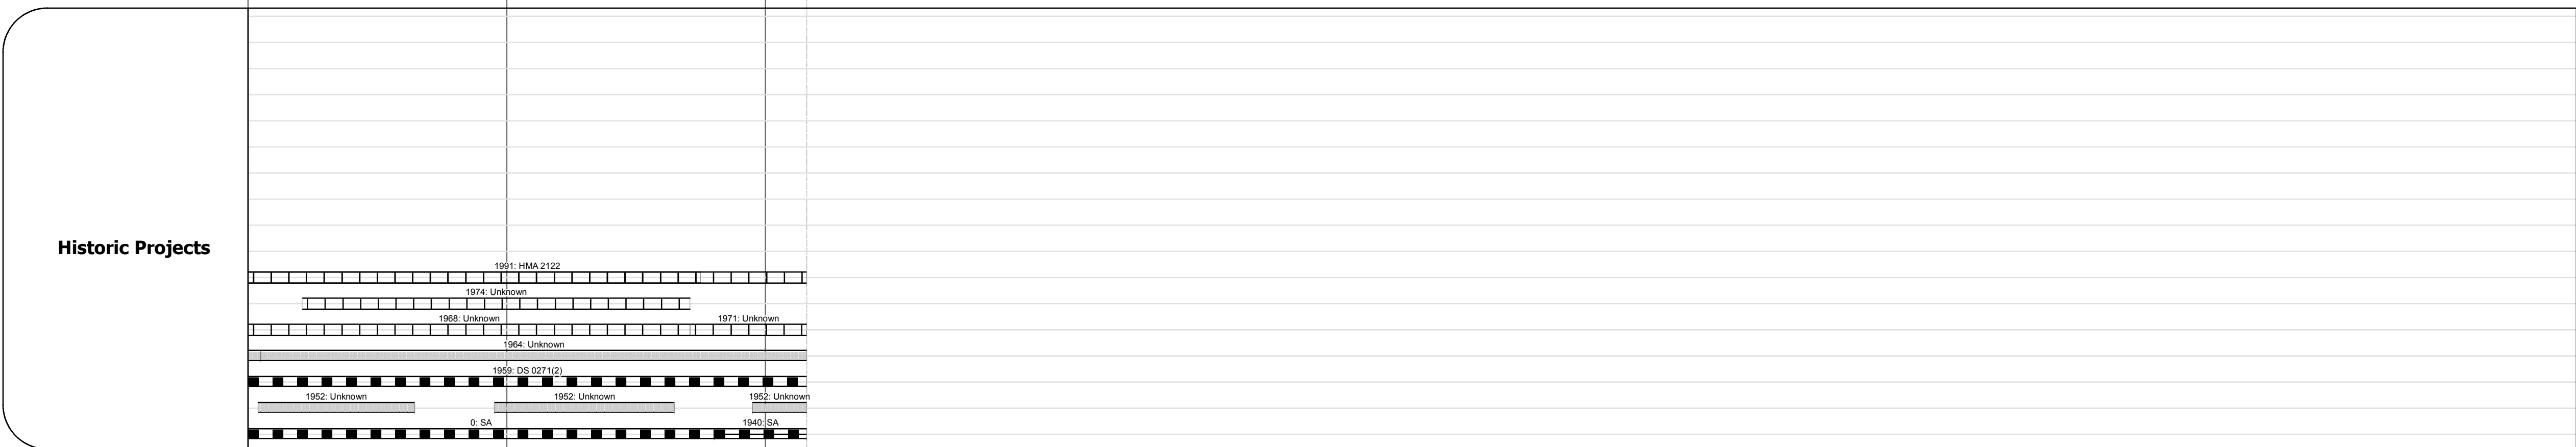 Historic Projects
1991: HMA 2122
1974: Unknown
1968: Unknown
1971: Unknown
1964: Unknown
1959: DS 0271(2)
1952: Unknown
1952: Unknown
1952: Unknown
0: SA
1940: SA